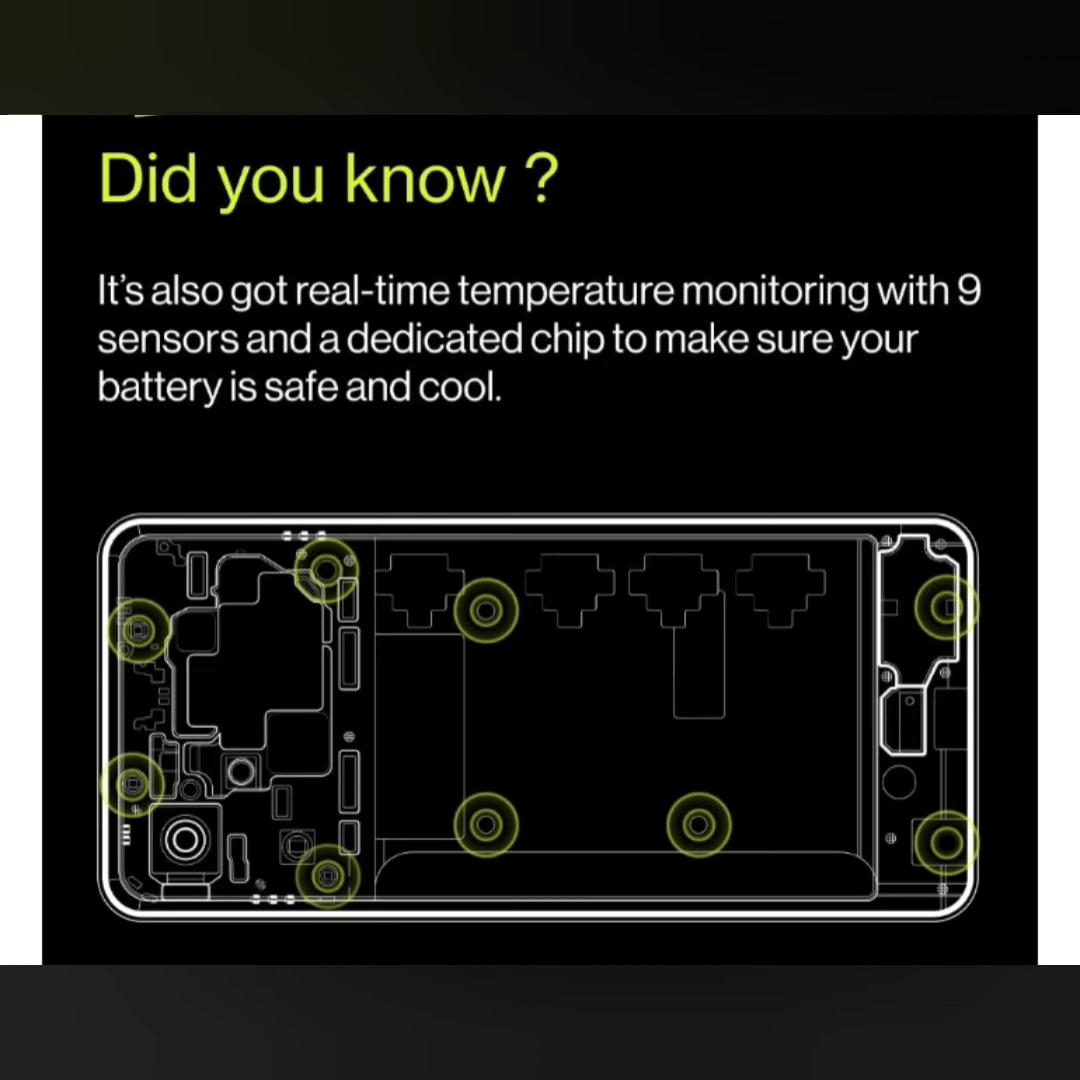 Did you know ?
It's also got real-time temperature monitoring with 9
sensors and a dedicated chip to make sure your
battery is safe and cool.